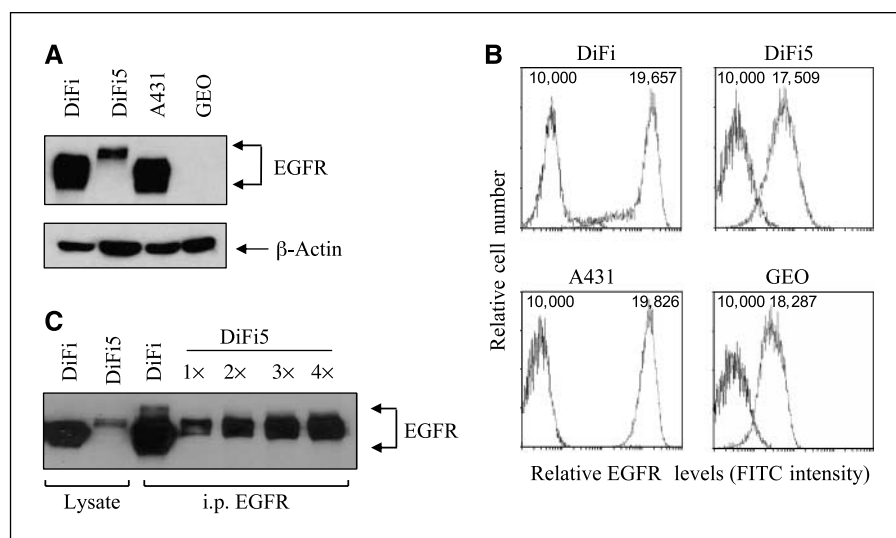 A
DiFi
DiFi5
A431
GEO
EGFR
β-Actin
C
DiFi
DiFi5
DiFi
DiFi5
1× 2× 3× 4×
EGFR
Lysate
i.p. EGFR
B
DiFi
DiFi5
10,000 19,657
10,000 17,509
A431
GEO
10,000 19,826
10,000 18,287
Relative cell number
Relative EGFR levels (FITC intensity)